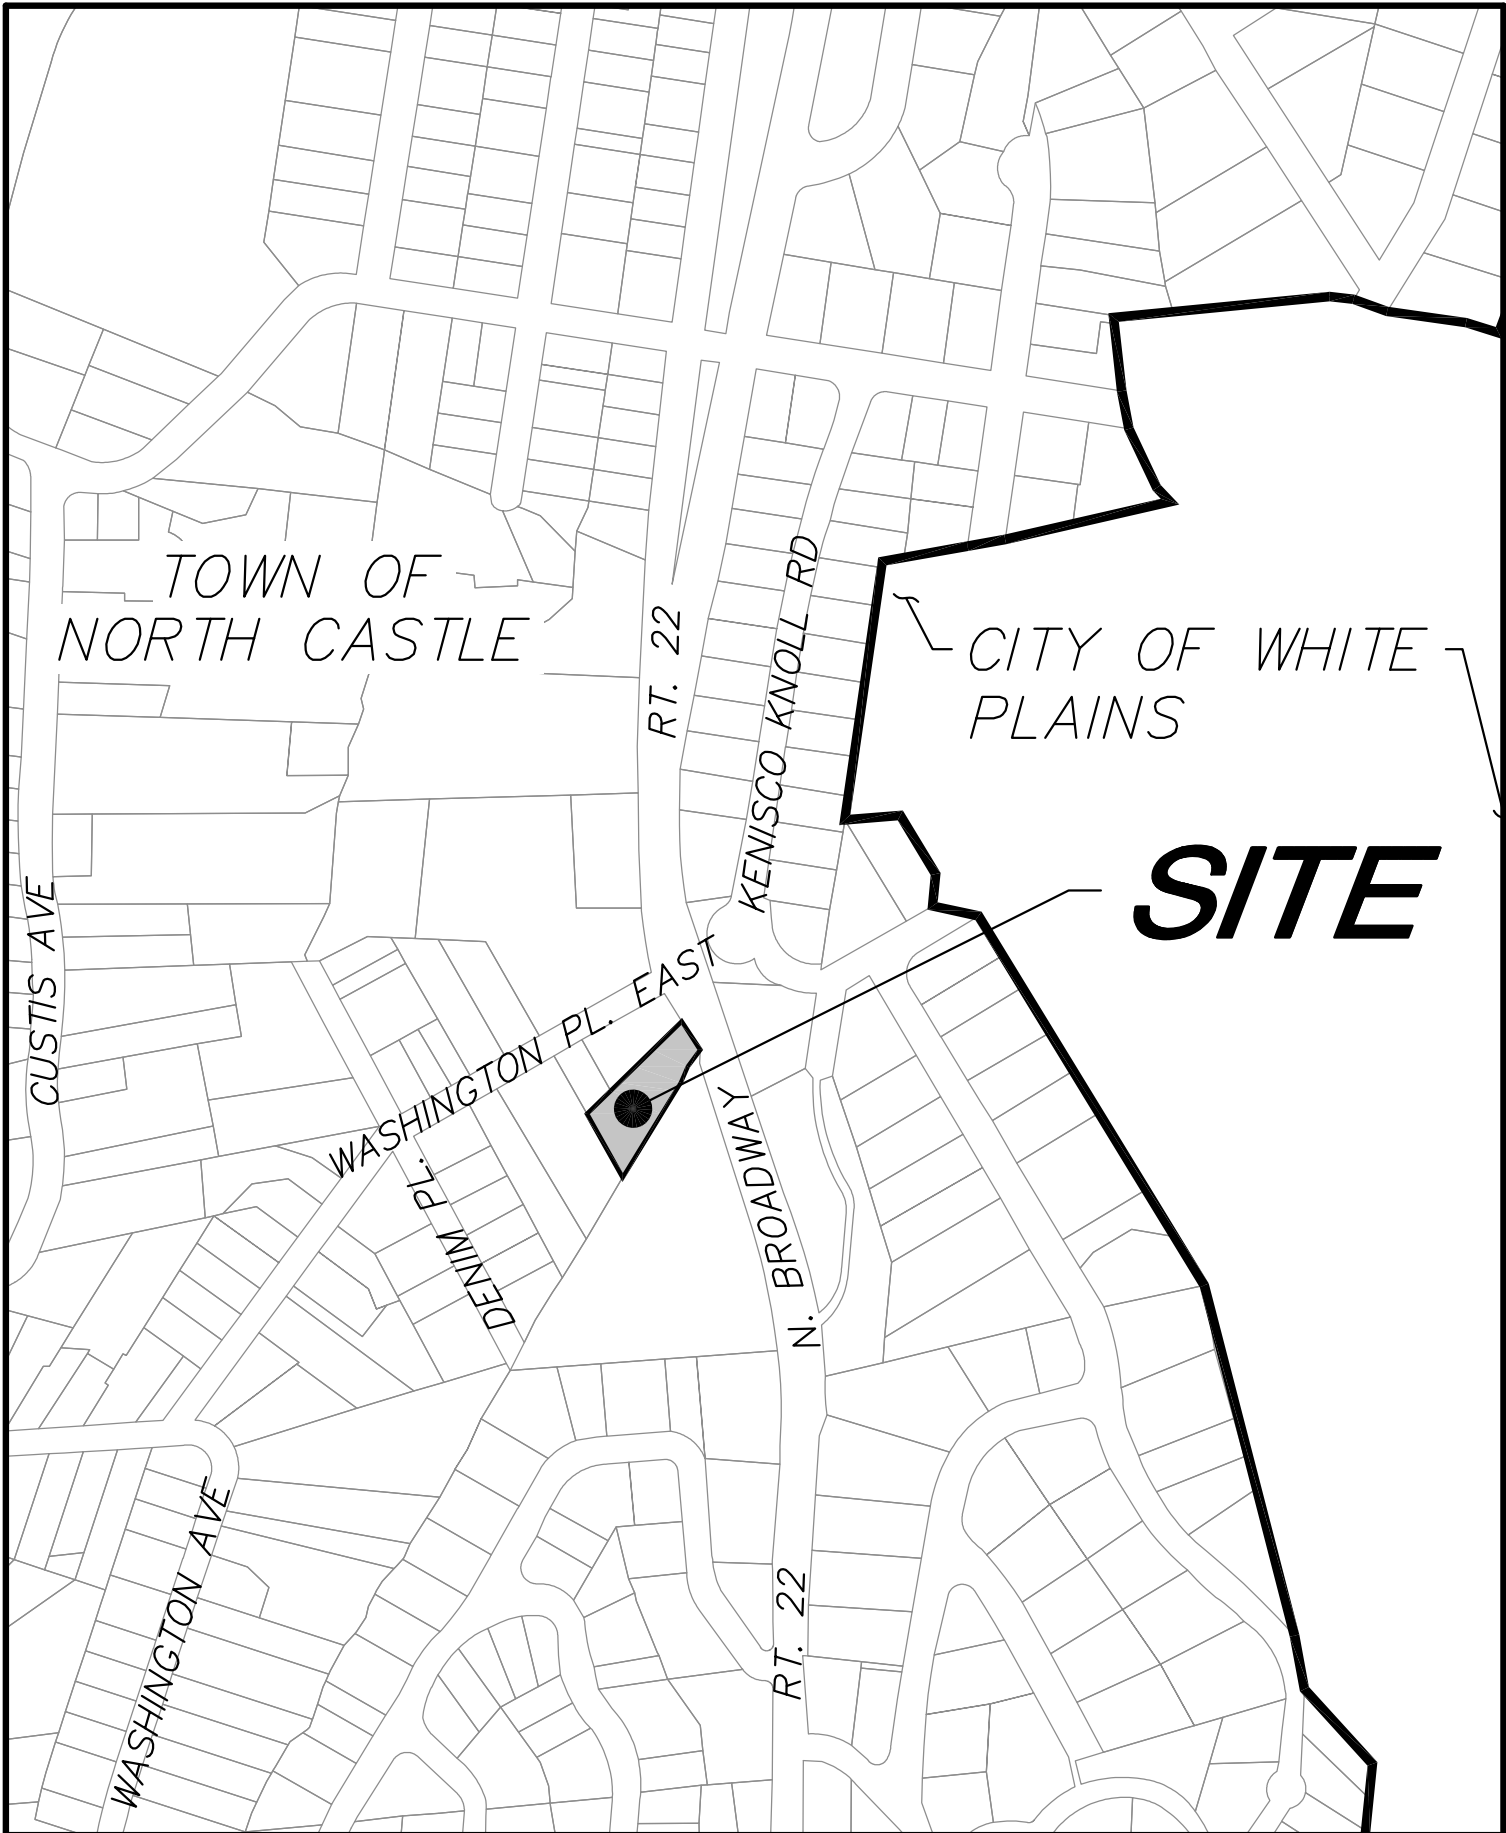 TOWN OF
NORTH CASTLE
RT. 22
KENISCO KNOLL RD
CITY OF WHITE
PLAINS
SITE
CUSTIS AVE
WASHINGTON PL. EAST
DENIM PL.
N. BROADWAY
WASHINGTON AVE
RT. 22